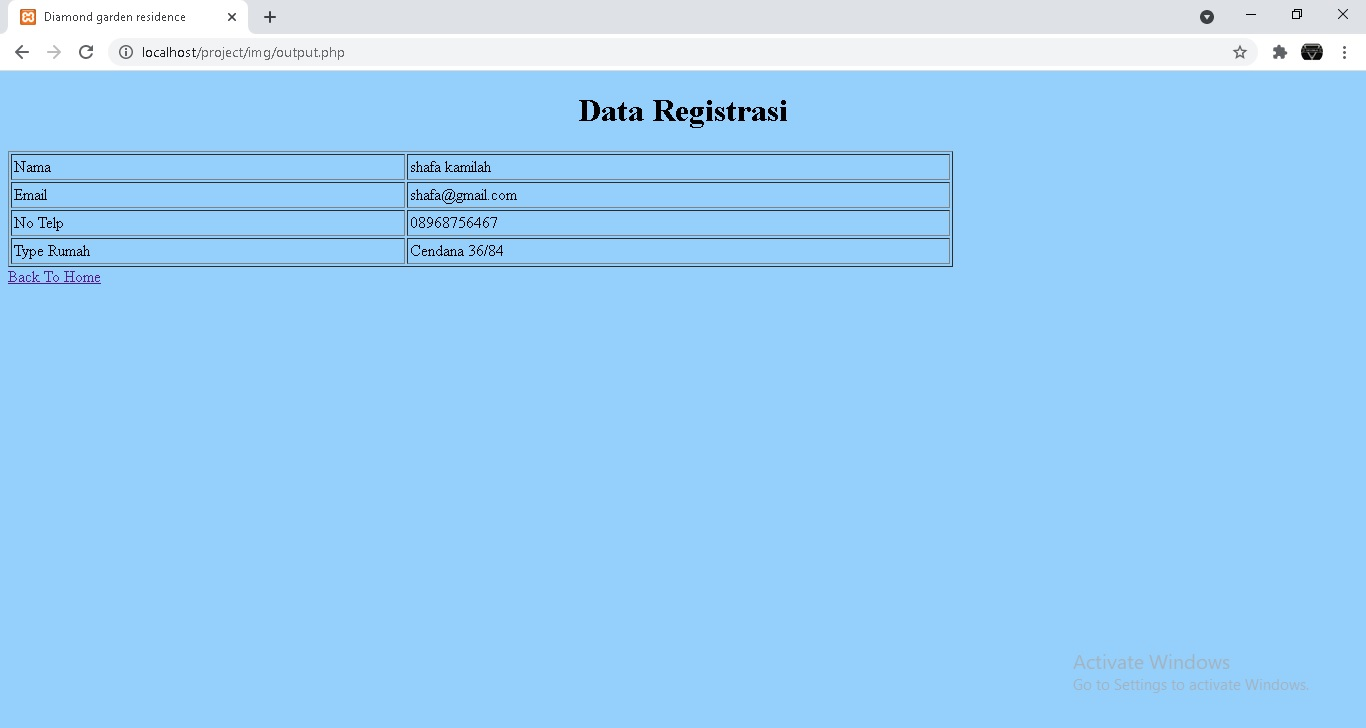 Diamond garden residence
localhost/project/img/output.php
Data Registrasi
Nama shafa kamilah
Email shafa@gmail.com
No Telp 08968756467
Type Rumah Cendana 36/84
Back To Home
Activate Windows
Go to Settings to activate Windows.